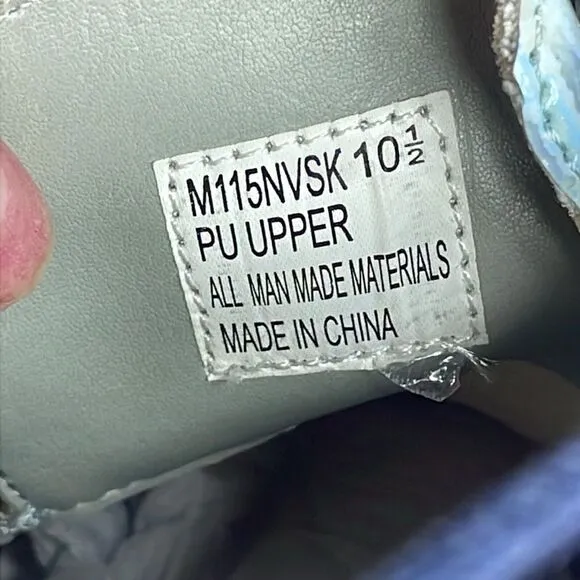 M115NVSK 10½
PU UPPER
ALL MAN MADE MATERIALS
MADE IN CHINA